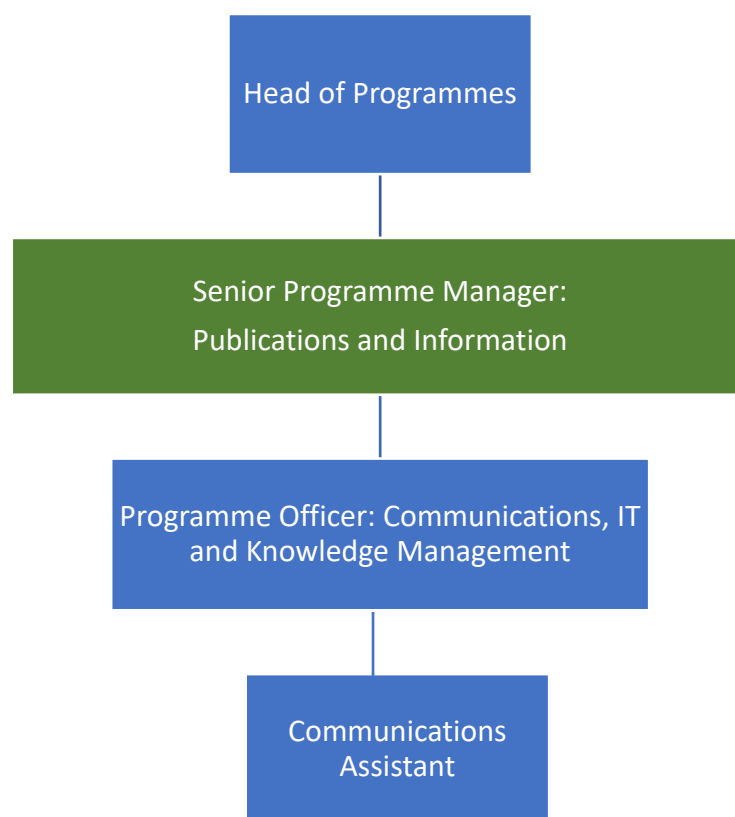 Head of Programmes
Senior Programme Manager:
Publications and Information
Programme Officer: Communications, IT
and Knowledge Management
Communications
Assistant